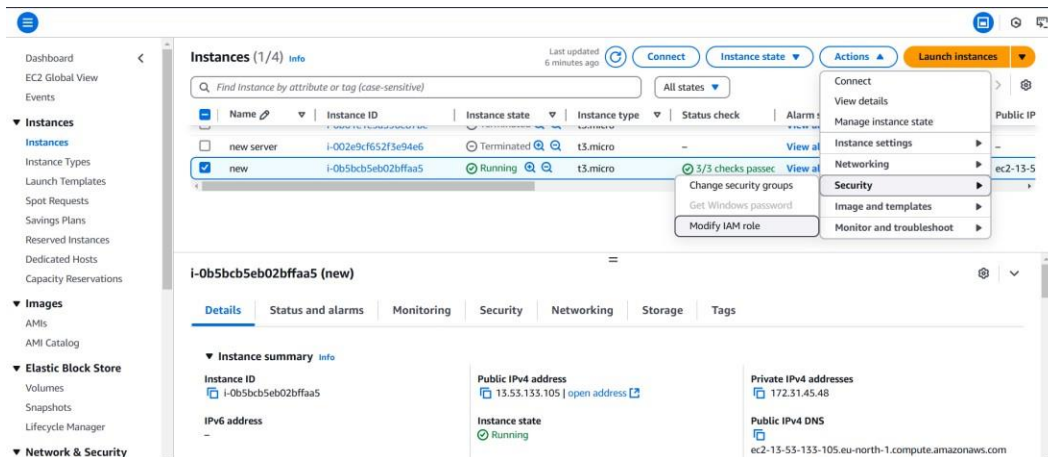 Dashboard
EC2 Global View
Events
Instances
Instances
Instance Types
Launch Templates
Spot Requests
Savings Plans
Reserved Instances
Dedicated Hosts
Capacity Reservations
Images
AMIs
AMI Catalog
Elastic Block Store
Volumes
Snapshots
Lifecycle Manager
Network & Security
Instances (1/4) Info
Last updated
6 minutes ago
Connect
Instance state
Actions
Launch instances
Find Instance by attribute or tag (case-sensitive)
All states
Name
Instance ID
Instance state
Instance type
Status check
Alarm s
Public IP
Terminated
t3.micro
View al
new server
i-002e9cf652f3e94e6
Terminated
t3.micro
–
View al
–
new
i-0b5bcb5eb02bffaa5
Running
t3.micro
3/3 checks passec
View al
ec2-13-5
Connect
View details
Manage instance state
Instance settings
Networking
Security
Image and templates
Monitor and troubleshoot
Change security groups
Get Windows password
Modify IAM role
i-0b5bcb5eb02bffaa5 (new)
Details
Status and alarms
Monitoring
Security
Networking
Storage
Tags
Instance summary Info
Instance ID
i-0b5bcb5eb02bffaa5
Public IPv4 address
13.53.133.105 | open address
Private IPv4 addresses
172.31.45.48
IPv6 address
–
Instance state
Running
Public IPv4 DNS
ec2-13-53-133-105.eu-north-1.compute.amazonaws.com